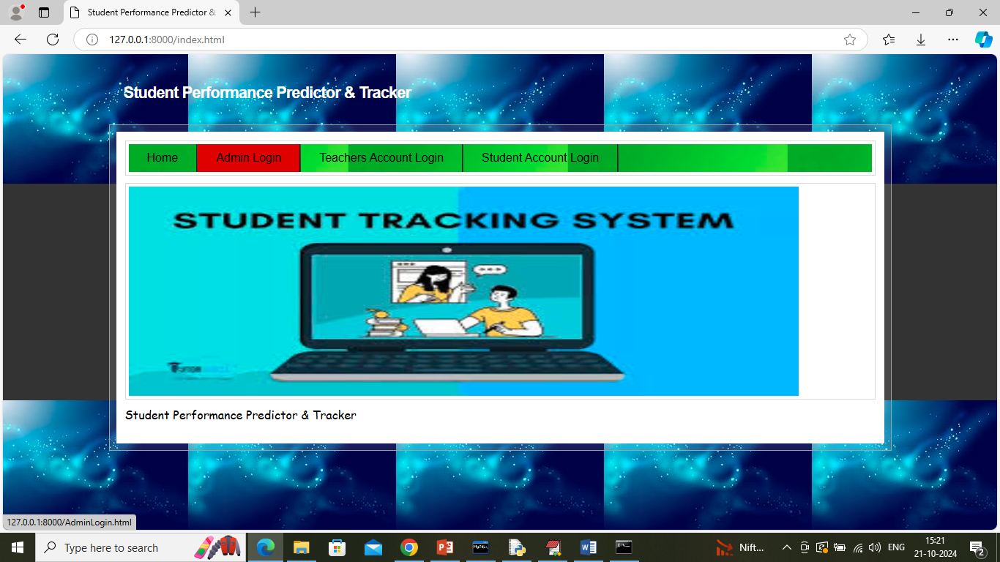 Student Performance Predictor &
127.0.0.1:8000/index.html
Student Performance Predictor & Tracker
Home Admin Login Teachers Account Login Student Account Login
STUDENT TRACKING SYSTEM
Student Performance Predictor & Tracker
127.0.0.1:8000/AdminLogin.html
Type here to search
Nift...
ENG
15:21
21-10-2024
2